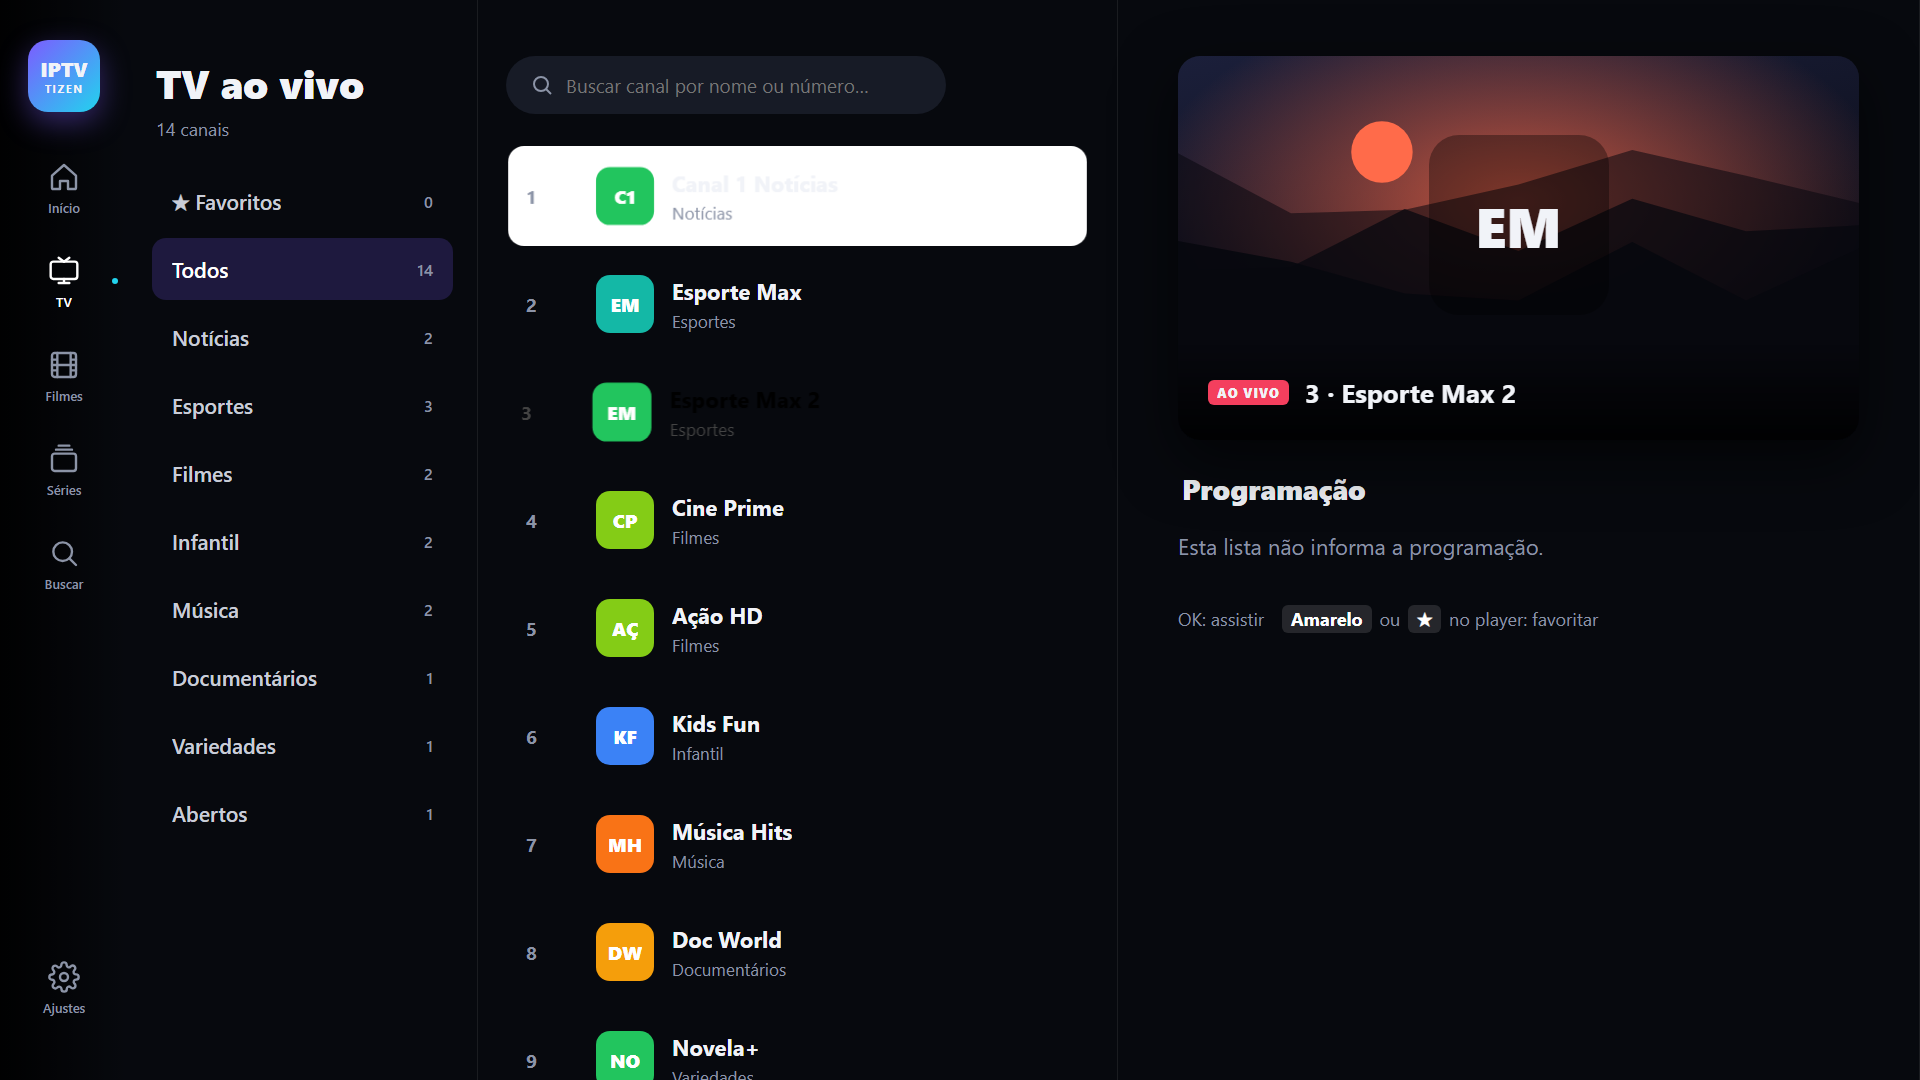 IPTV
TIZEN
Início
TV
Filmes
Séries
Buscar
Ajustes
TV ao vivo
14 canais
★ Favoritos 0
Todos 14
Notícias 2
Esportes 3
Filmes 2
Infantil 2
Música 2
Documentários 1
Variedades 1
Abertos 1
Buscar canal por nome ou número...
1 C1 Canal 1 Notícias
Notícias
2 EM Esporte Max
Esportes
3 EM Esporte Max 2
Esportes
4 CP Cine Prime
Filmes
5 AÇ Ação HD
Filmes
6 KF Kids Fun
Infantil
7 MH Música Hits
Música
8 DW Doc World
Documentários
9 NO Novela+
Variedades
EM
AO VIVO 3 · Esporte Max 2
Programação
Esta lista não informa a programação.
OK: assistir Amarelo ou ★ no player: favoritar